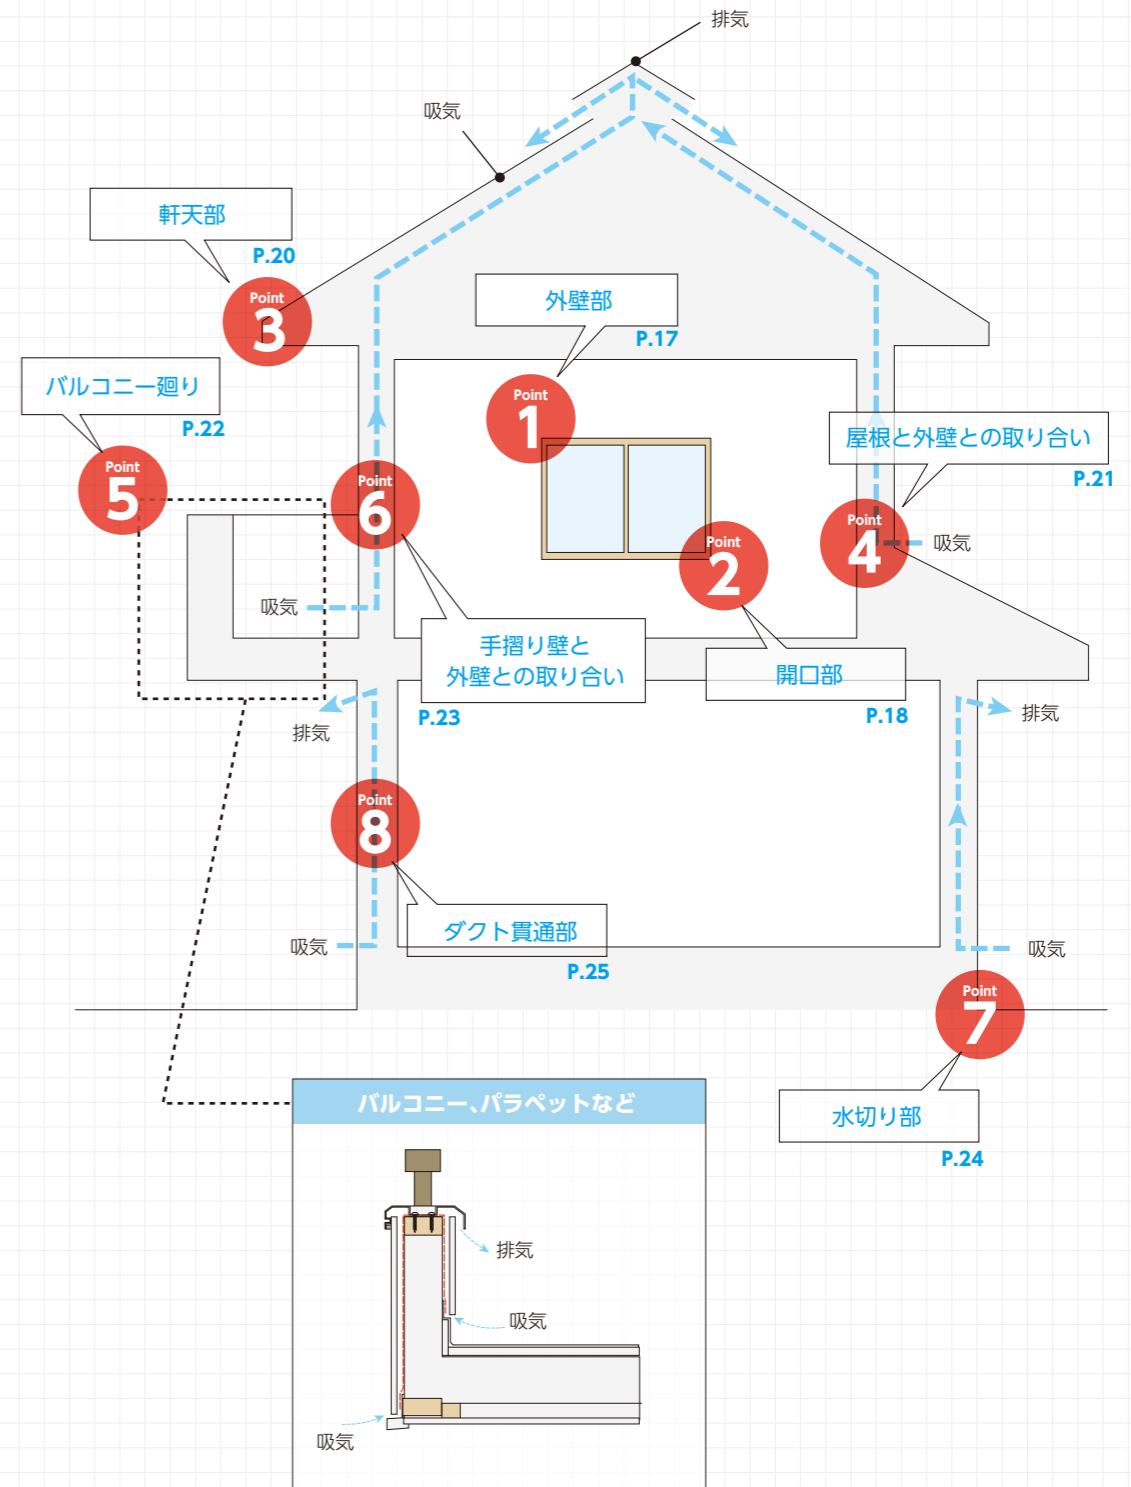 排気
吸気
軒天部
P.20
Point
3
外壁部
P.17
Point
1
バルコニー廻り
P.22
Point
5
屋根と外壁との取り合い
P.21
Point
4
吸気
Point
6
Point
2
吸気
手摺り壁と
外壁との取り合い
P.23
開口部
P.18
排気
排気
Point
8
吸気
ダクト貫通部
P.25
吸気
Point
7
水切り部
P.24
バルコニー、パラペットなど
排気
吸気
吸気